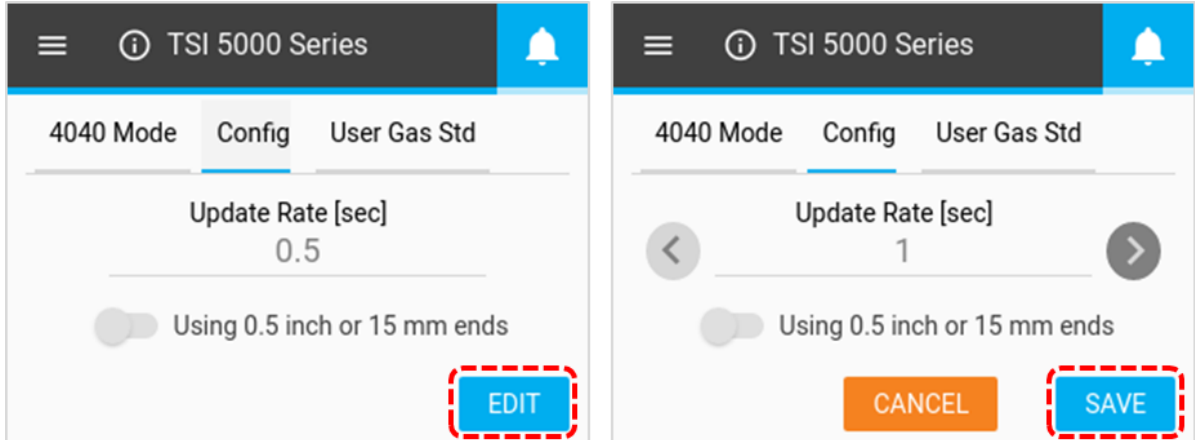 TSI 5000 Series
4040 Mode Config User Gas Std
Update Rate [sec]
0.5
Using 0.5 inch or 15 mm ends
EDIT
TSI 5000 Series
4040 Mode Config User Gas Std
Update Rate [sec]
1
Using 0.5 inch or 15 mm ends
CANCEL SAVE